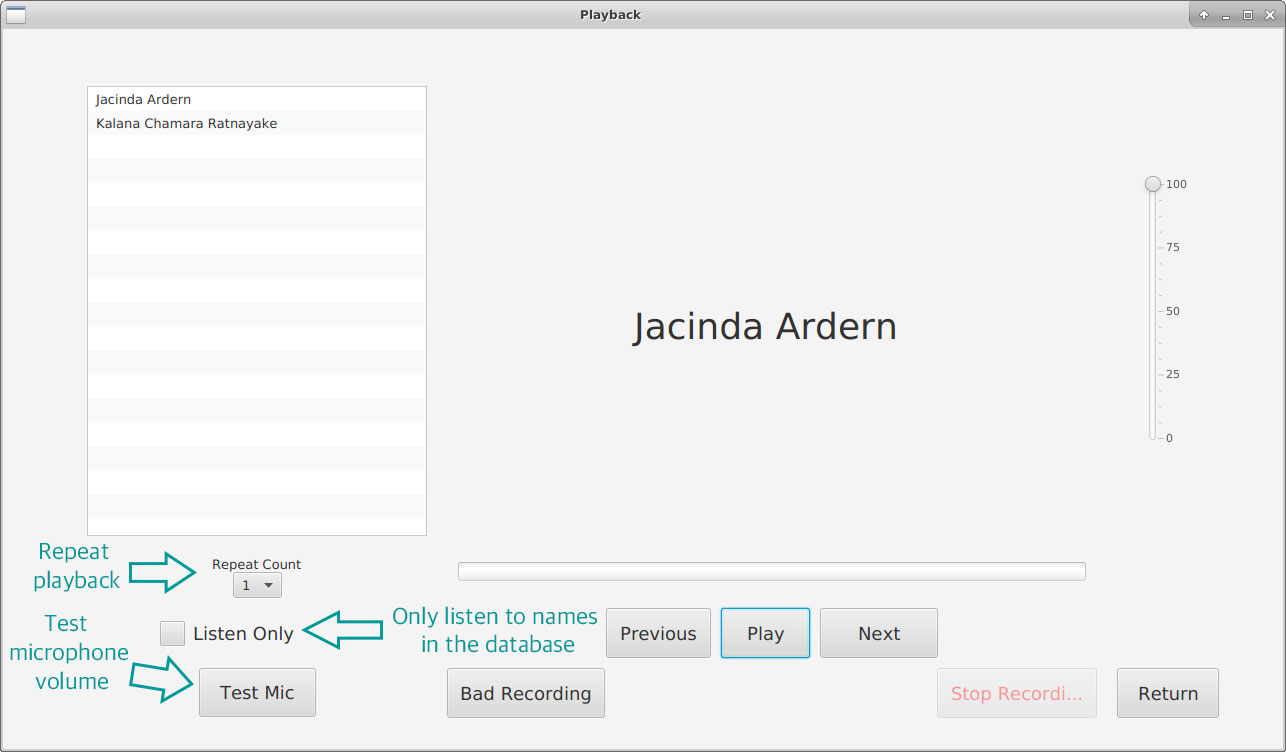 Playback
Jacinda Ardern
Kalana Chamara Ratnayake
100
75
50
25
0
Jacinda Ardern
Repeat
playback
Repeat Count
1
Test
microphone
volume
Listen Only
Only listen to names
in the database
Previous
Play
Next
Test Mic
Bad Recording
Stop Recordi...
Return